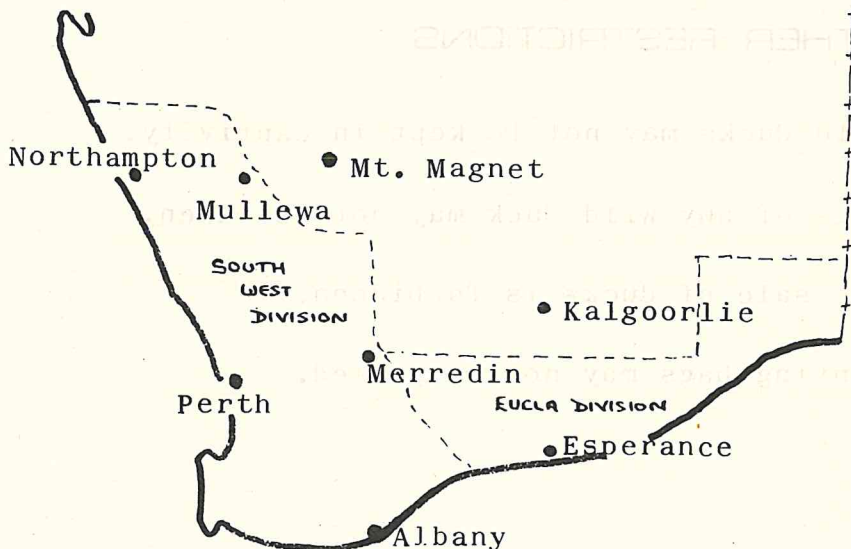 Northampton
Mt. Magnet
Mullewa
SOUTH
WEST
DIVISION
Kalgoorlie
Merredin
Perth
EUCLA DIVISION
Esperance
Albany